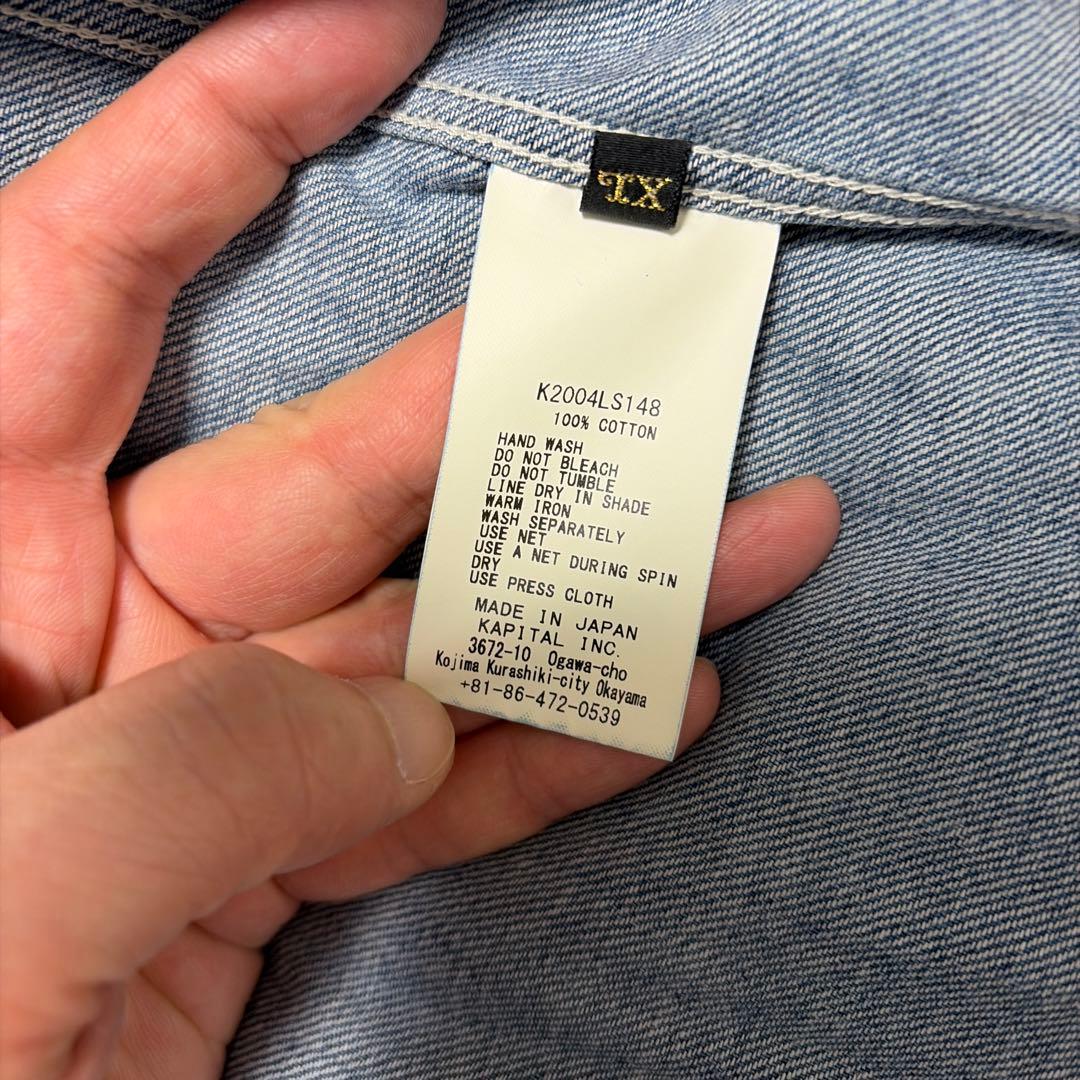 XL
K2004LS148
100% COTTON
HAND WASH
DO NOT BLEACH
DO NOT TUMBLE
LINE DRY IN SHADE
WARM IRON
WASH SEPARATELY
USE NET
USE A NET DURING SPIN
DRY
USE PRESS CLOTH
MADE IN JAPAN
KAPITAL INC.
3672-10 Ogawa-cho
Kojima Kurashiki-city Okayama
+81-86-472-0539